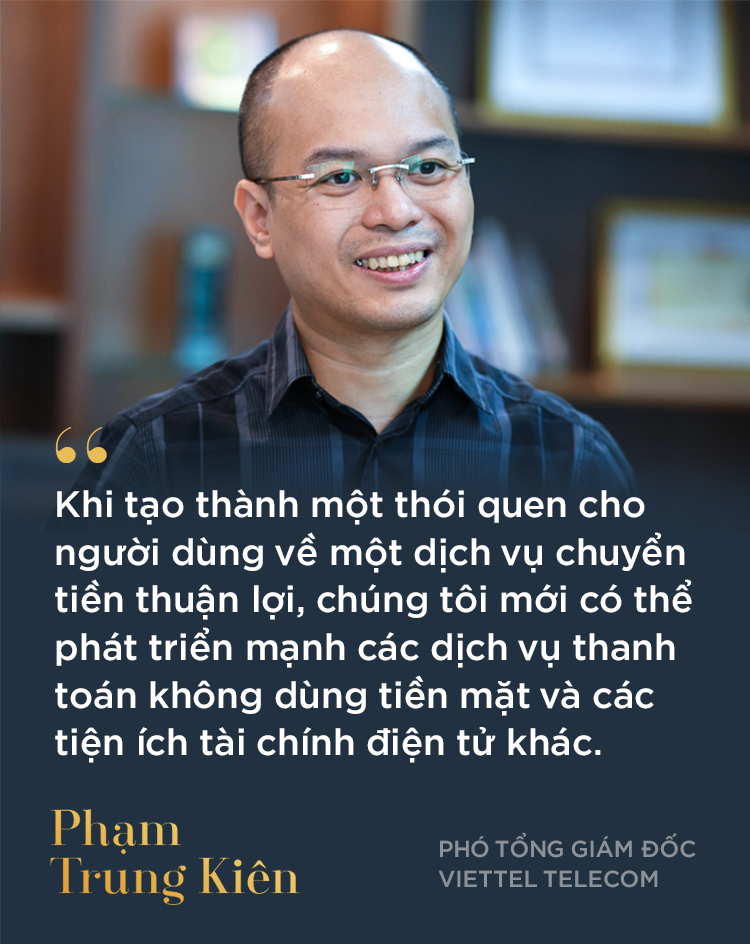 “
Khi tạo thành một thói quen cho
người dùng về một dịch vụ chuyển
tiền thuận lợi, chúng tôi mới có thể
phát triển mạnh các dịch vụ thanh
toán không dùng tiền mặt và các
tiện ích tài chính điện tử khác.
Phạm
Trung Kiên
PHÓ TỔNG GIÁM ĐỐC
VIETTEL TELECOM